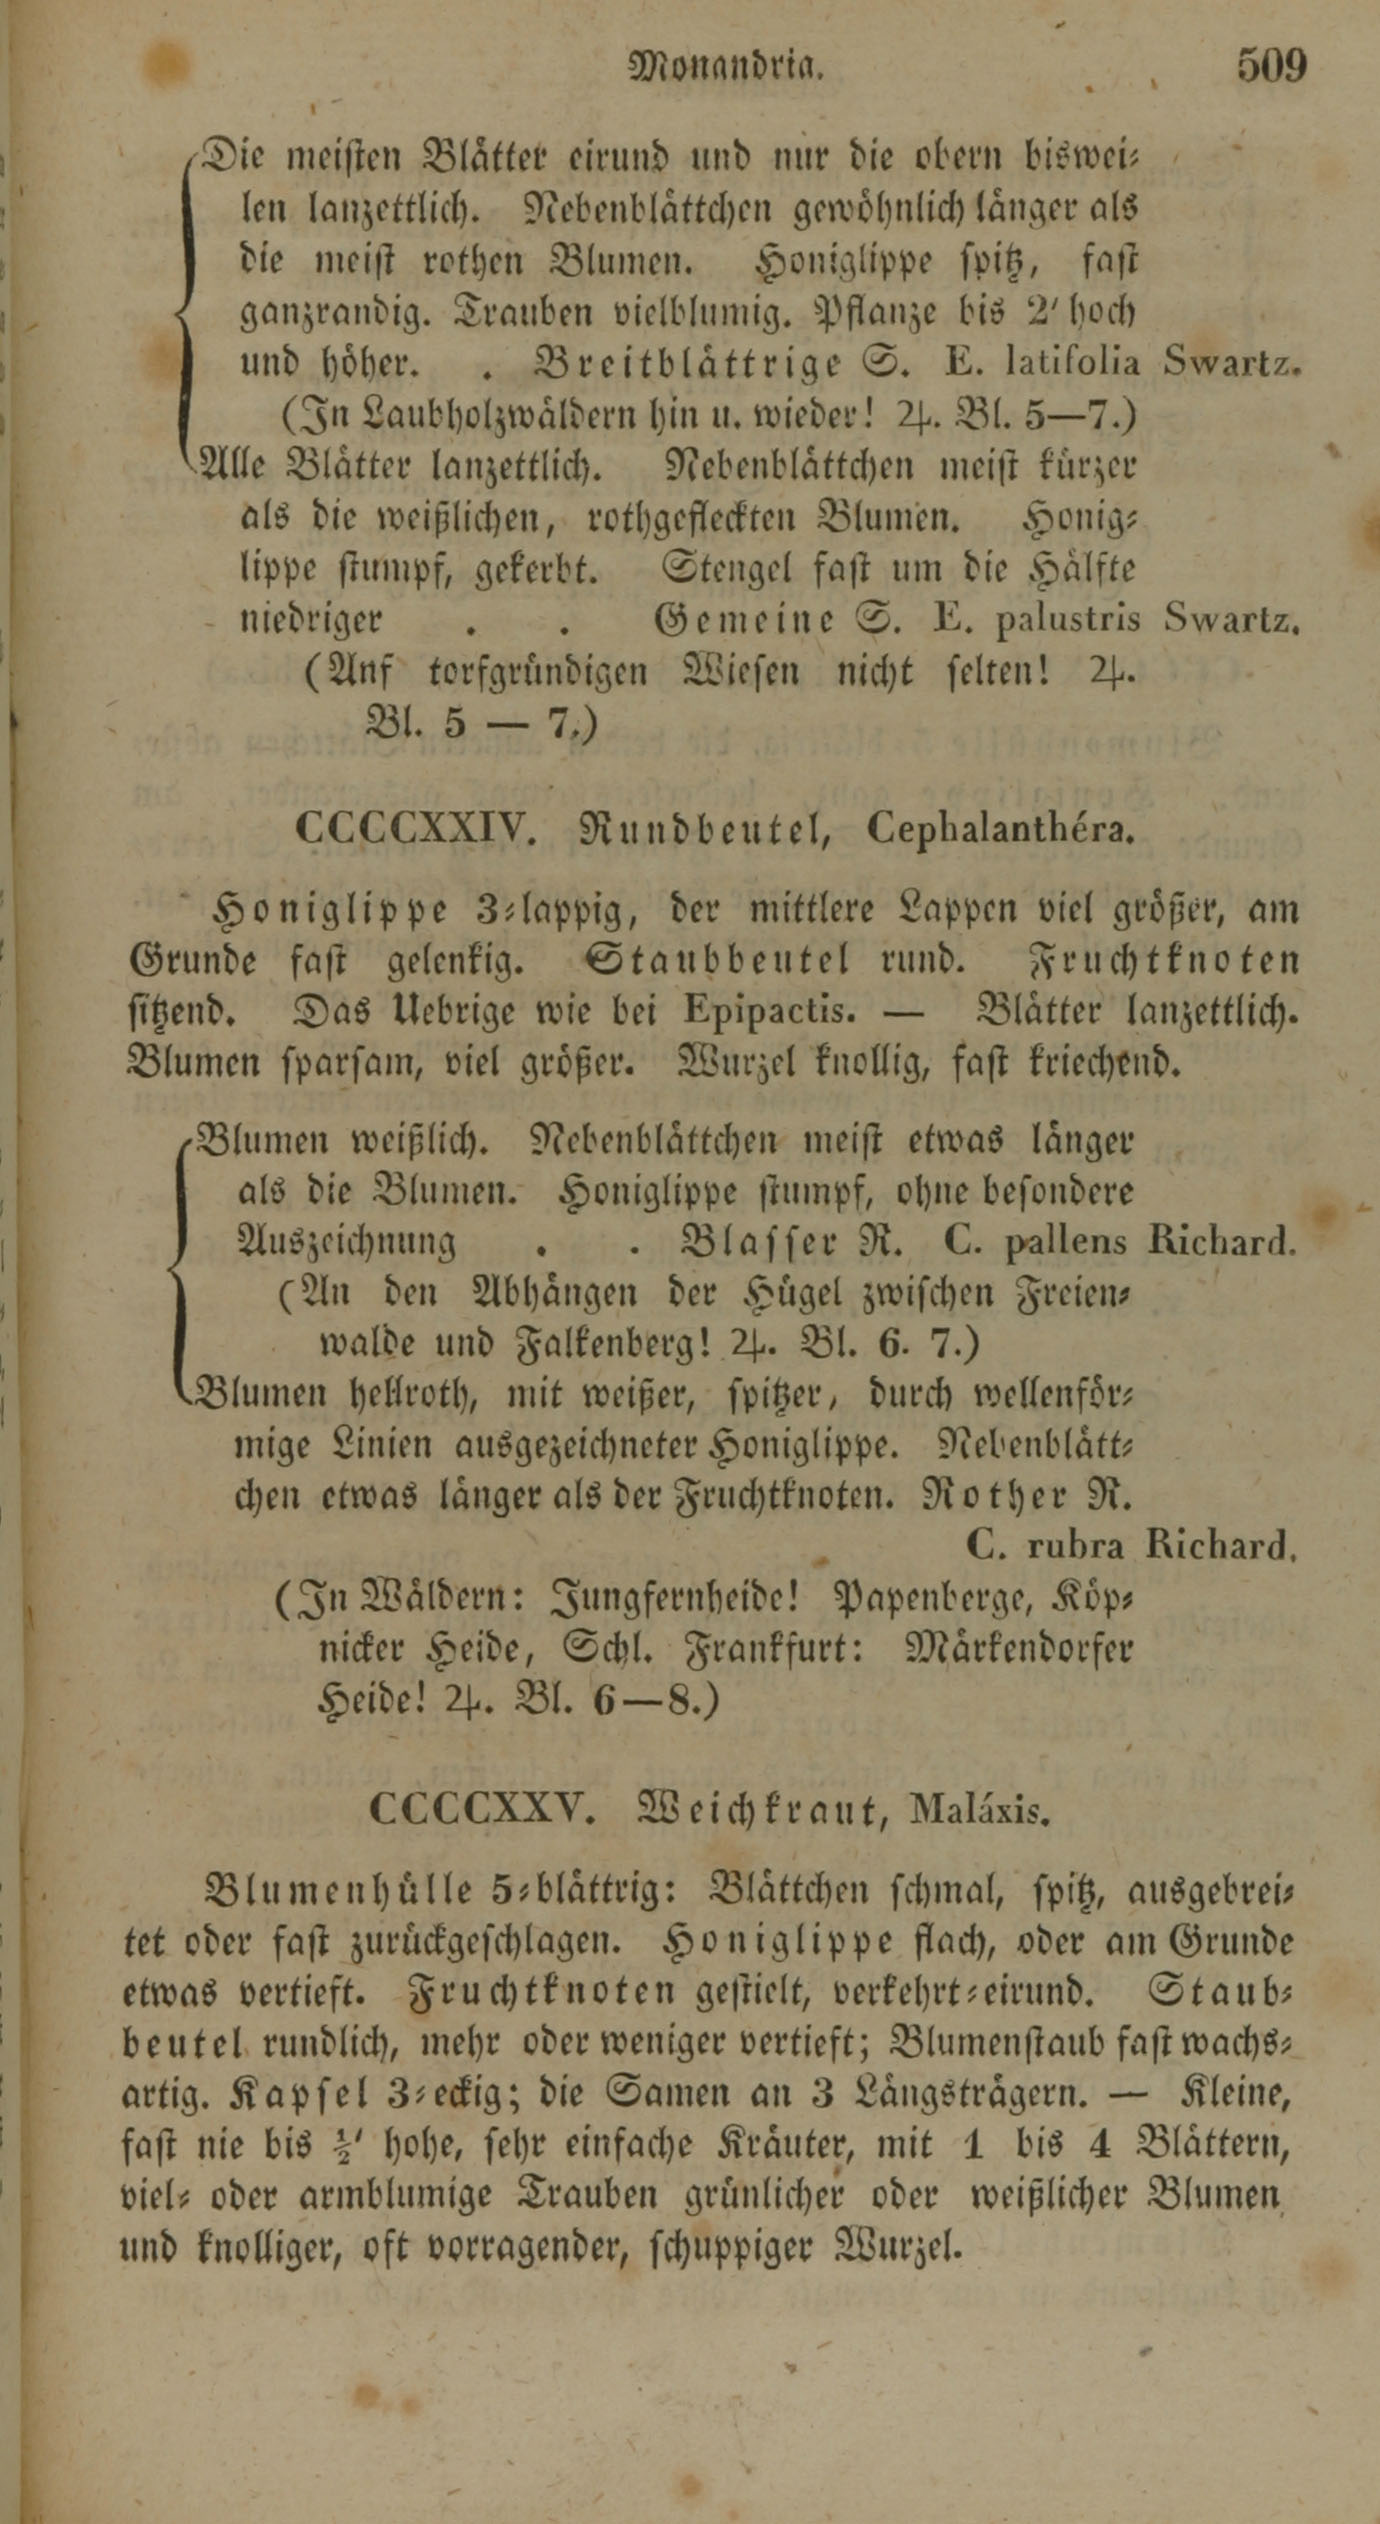 Monandria. 509
Die meisten Blätter eirund und nur die obern biswei-
len lanzettlich. Nebenblättchen gewöhnlich länger als
die meist rothen Blumen. Honiglippe spitz, fast
ganzrandig. Trauben vielblumig. Pflanze bis 2' hoch
und höher. . Breitblättrige S. E. latifolia Swartz.
(In Laubholzwäldern hin u. wieder! ♃. Bl. 5—7.)
Alle Blätter lanzettlich. Nebenblättchen meist kürzer
als die weißlichen, rothgefleckten Blumen. Honig-
lippe stumpf, gekerbt. Stengel fast um die Hälfte
niedriger . . Gemeine S. E. palustris Swartz.
(Anf torfgründigen Wiesen nicht selten! ♃.
Bl. 5 — 7.)
CCCCXXIV. Rundbeutel, Cephalanthéra.
Honiglippe 3-lappig, der mittlere Lappen viel größer, am
Grunde fast gelenkig. Staubbeutel rund. Fruchtknoten
sitzend. Das Uebrige wie bei Epipactis. — Blätter lanzettlich.
Blumen sparsam, viel größer. Wurzel knollig, fast kriechend.
Blumen weißlich. Nebenblättchen meist etwas länger
als die Blumen. Honiglippe stumpf, ohne besondere
Auszeichnung . . Blasser R. C. pallens Richard.
(An den Abhängen der Hügel zwischen Freien-
walde und Falkenberg! ♃. Bl. 6. 7.)
Blumen hellroth, mit weißer, spitzer, durch wellenför-
mige Linien ausgezeichneter Honiglippe. Nebenblätt-
chen etwas länger als der Fruchtknoten. Rother R.
C. rubra Richard.
(In Wäldern: Jungfernheide! Papenberge, Köp-
nicker Heide, Schl. Frankfurt: Märkendorfer
Heide! ♃. Bl. 6—8.)
CCCCXXV. Weichkraut, Maláxis.
Blumenhülle 5-blättrig: Blättchen schmal, spitz, ausgebrei-
tet oder fast zurückgeschlagen. Honiglippe flach, oder am Grunde
etwas vertieft. Fruchtknoten gestielt, verkehrt-eirund. Staub-
beutel rundlich, mehr oder weniger vertieft; Blumenstaub fast wachs-
artig. Kapsel 3-eckig; die Samen an 3 Längsträgern. — Kleine,
fast nie bis ½' hohe, sehr einfache Kräuter, mit 1 bis 4 Blättern,
viel- oder armblumige Trauben grünlicher oder weißlicher Blumen
und knolliger, oft vorragender, schuppiger Wurzel.